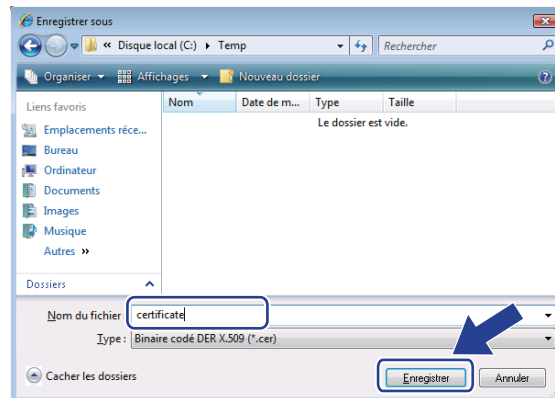 Enregistrer sous
« Disque local (C:) ▸ Temp Rechercher
Organiser Affichages Nouveau dossier
Liens favoris
Emplacements réce...
Bureau
Ordinateur
Documents
Images
Musique
Autres »
Dossiers
Nom Date de m... Type Taille
Le dossier est vide.
Nom du fichier : certificate
Type : Binaire codé DER X.509 (*.cer)
Cacher les dossiers Enregistrer Annuler